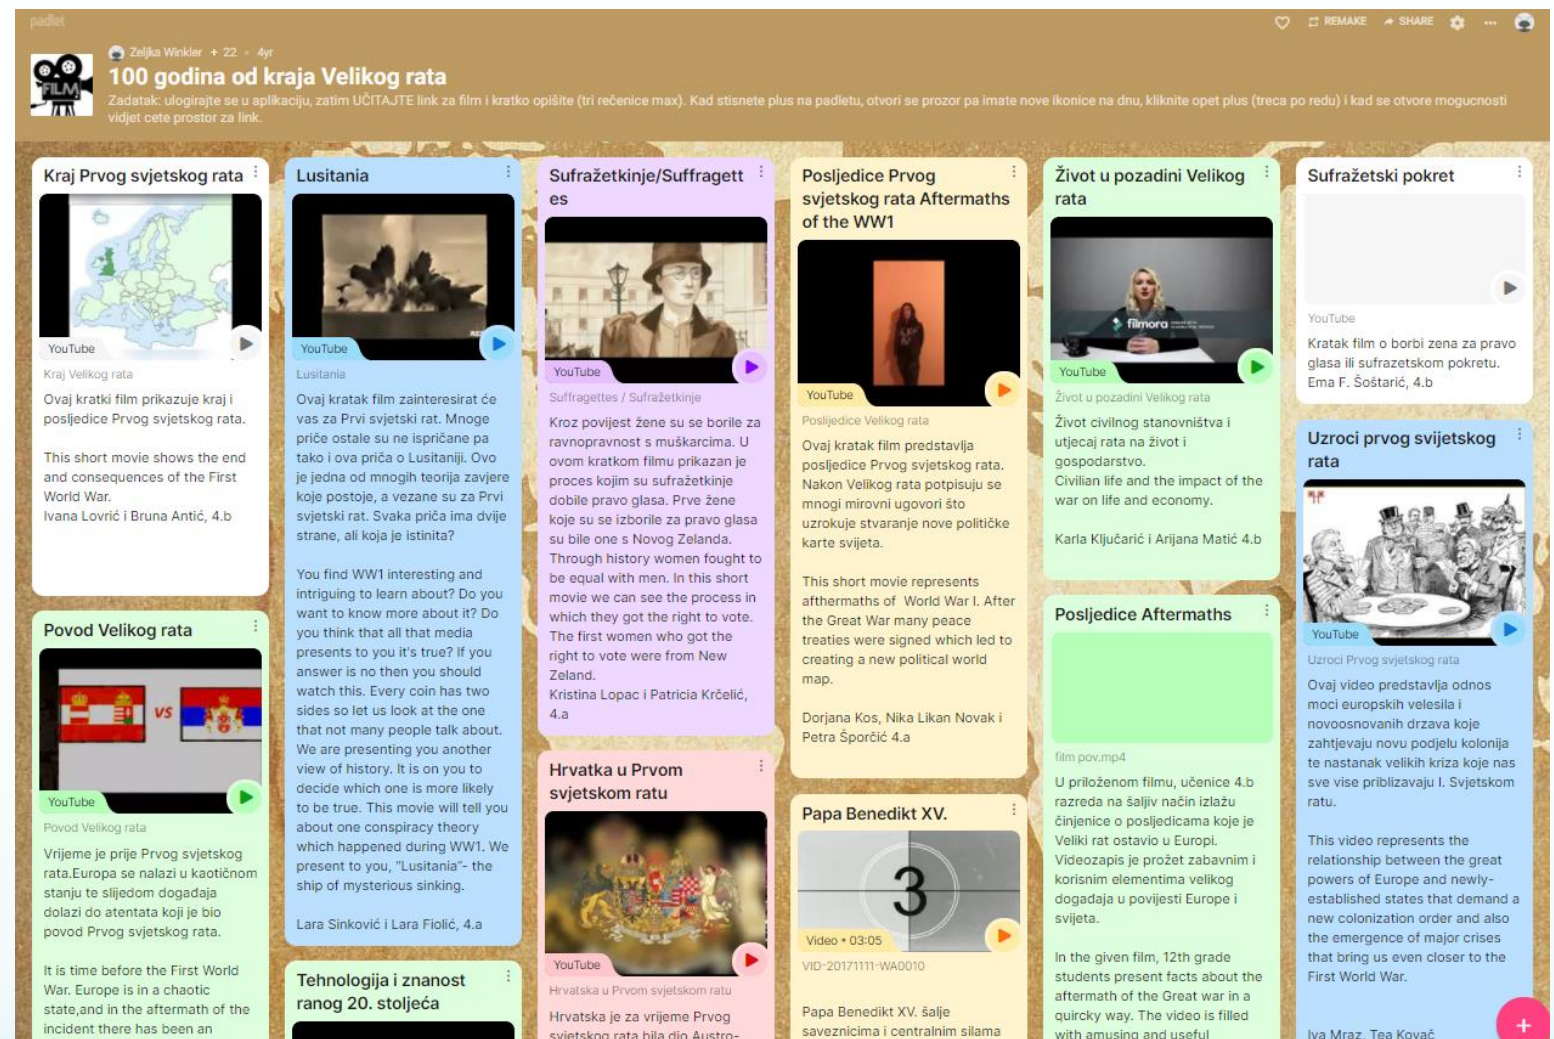 padlet
REMAKE
SHARE
FILM
Zeljka Winkler + 22 • 4yr
100 godina od kraja Velikog rata
Zadatak: ulogirajte se u aplikaciju, zatim UČITAJTE link za film i kratko opišite (tri rečenice max). Kad stisnete plus na padletu, otvori se prozor pa imate nove ikonice na dnu, kliknite opet plus (treca po redu) i kad se otvore mogucnosti
vidjet cete prostor za link.
Kraj Prvog svjetskog rata
YouTube
Kraj Velikog rata
Ovaj kratki film prikazuje kraj i
posljedice Prvog svjetskog rata.
This short movie shows the end
and consequences of the First
World War.
Ivana Lovrić i Bruna Antić, 4.b
Povod Velikog rata
VS
YouTube
Povod Velikog rata
Vrijeme je prije Prvog svjetskog
rata.Europa se nalazi u kaotičnom
stanju te slijedom događaja
dolazi do atentata koji je bio
povod Prvog svjetskog rata.
It is time before the First World
War. Europe is in a chaotic
state,and in the aftermath of the
incident there has been an
Lusitania
YouTube
Lusitania
Ovaj kratak film zainteresirat će
vas za Prvi svjetski rat. Mnoge
priče ostale su ne ispričane pa
tako i ova priča o Lusitaniji. Ovo
je jedna od mnogih teorija zavjere
koje postoje, a vezane su za Prvi
svjetski rat. Svaka priča ima dvije
strane, ali koja je istinita?
You find WW1 interesting and
intriguing to learn about? Do you
want to know more about it? Do
you think that all that media
presents to you it's true? If you
answer is no then you should
watch this. Every coin has two
sides so let us look at the one
that not many people talk about.
We are presenting you another
view of history. It is on you to
decide which one is more likely
to be true. This movie will tell you
about one conspiracy theory
which happened during WW1. We
present to you, "Lusitania"- the
ship of mysterious sinking.
Lara Sinković i Lara Fiolić, 4.a
Tehnologija i znanost
ranog 20. stoljeća
Sufražetkinje/Suffragett
es
YouTube
Suffragettes / Sufražetkinje
Kroz povijest žene su se borile za
ravnopravnost s muškarcima. U
ovom kratkom filmu prikazan je
proces kojim su sufražetkinje
dobile pravo glasa. Prve žene
koje su se izborile za pravo glasa
su bile one s Novog Zelanda.
Through history women fought to
be equal with men. In this short
movie we can see the process in
which they got the right to vote.
The first women who got the
right to vote were from New
Zeland.
Kristina Lopac i Patricia Krčelić,
4.a
Hrvatka u Prvom
svjetskom ratu
YouTube
Hrvatska u Prvom svjetskom ratu
Hrvatska je za vrijeme Prvog
svjetskog rata bila dio Austro-
Posljedice Prvog
svjetskog rata Aftermaths
of the WW1
YouTube
Poslijedice Velikog rata
Ovaj kratak film predstavlja
posljedice Prvog svjetskog rata.
Nakon Velikog rata potpisuju se
mnogi mirovni ugovori što
uzrokuje stvaranje nove političke
karte svijeta.
This short movie represents
afthermaths of World War I. After
the Great War many peace
treaties were signed which led to
creating a new political world
map.
Dorjana Kos, Nika Likan Novak i
Petra Šporčić 4.a
Papa Benedikt XV.
3
Video • 03:05
VID-20171111-WA0010
Papa Benedikt XV. šalje
saveznicima i centralnim silama
Život u pozadini Velikog
rata
filmora
YouTube
Život u pozadini Velikog rata
Život civilnog stanovništva i
utjecaj rata na život i
gospodarstvo.
Civilian life and the impact of the
war on life and economy.
Karla Ključarić i Arijana Matić 4.b
Posljedice Aftermaths
film pov.mp4
U priloženom filmu, učenice 4.b
razreda na šaljiv način izlažu
činjenice o posljedicama koje je
Veliki rat ostavio u Europi.
Videozapis je prožet zabavnim i
korisnim elementima velikog
događaja u povijesti Europe i
svijeta.
In the given film, 12th grade
students present facts about the
aftermath of the Great war in a
quircky way. The video is filled
with amusing and useful
Sufražetski pokret
YouTube
Kratak film o borbi zena za pravo
glasa ili sufrazetskom pokretu.
Ema F. Šoštarić, 4.b
Uzroci prvog svijetskog
rata
YouTube
Uzroci Prvog svjetskog rata
Ovaj video predstavlja odnos
moci europskih velesila i
novoosnovanih drzava koje
zahtjevaju novu podjelu kolonija
te nastanak velikih kriza koje nas
sve vise priblizavaju I. Svjetskom
ratu.
This video represents the
relationship between the great
powers of Europe and newly-
established states that demand a
new colonization order and also
the emergence of major crises
that bring us even closer to the
First World War.
Iva Mraz, Tea Kovač